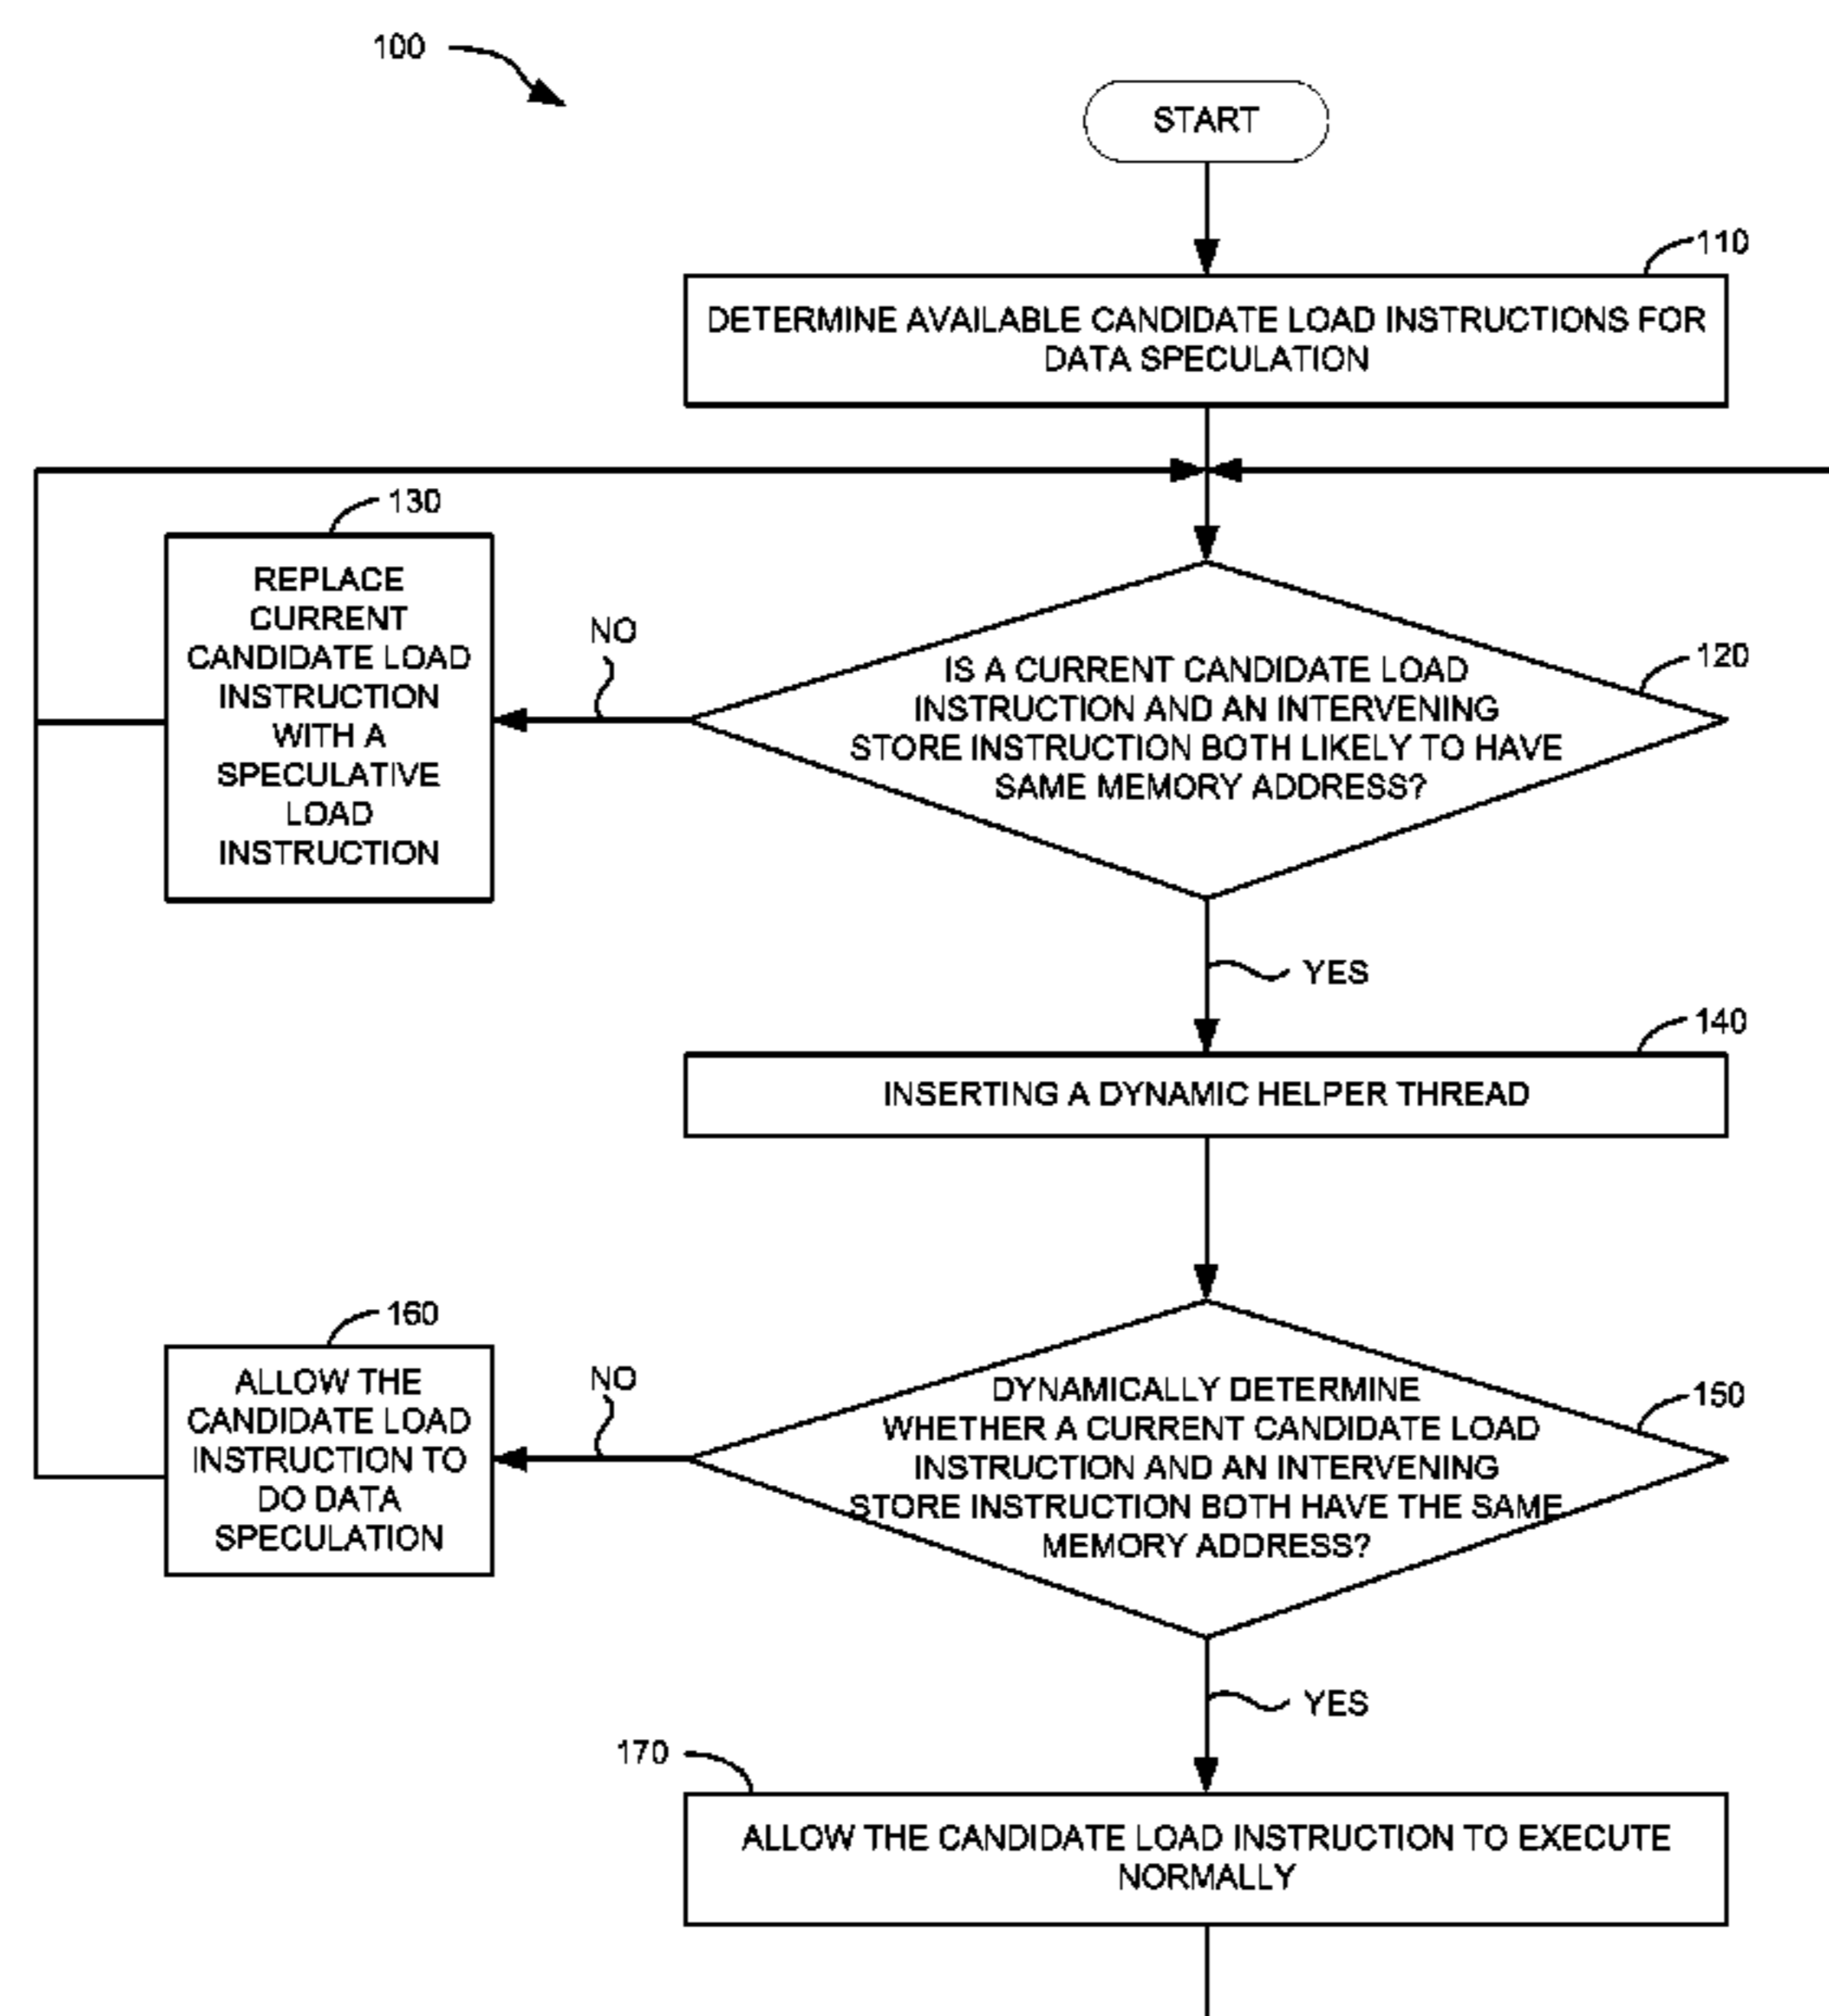 100
START
110
DETERMINE AVAILABLE CANDIDATE LOAD INSTRUCTIONS FOR
DATA SPECULATION
130
REPLACE
CURRENT
CANDIDATE LOAD
INSTRUCTION
WITH A
SPECULATIVE
LOAD
INSTRUCTION
NO
120
IS A CURRENT CANDIDATE LOAD
INSTRUCTION AND AN INTERVENING
STORE INSTRUCTION BOTH LIKELY TO HAVE
SAME MEMORY ADDRESS?
YES
140
INSERTING A DYNAMIC HELPER THREAD
160
ALLOW THE
CANDIDATE LOAD
INSTRUCTION TO
DO DATA
SPECULATION
NO
150
DYNAMICALLY DETERMINE
WHETHER A CURRENT CANDIDATE LOAD
INSTRUCTION AND AN INTERVENING
STORE INSTRUCTION BOTH HAVE THE SAME
MEMORY ADDRESS?
YES
170
ALLOW THE CANDIDATE LOAD INSTRUCTION TO EXECUTE
NORMALLY